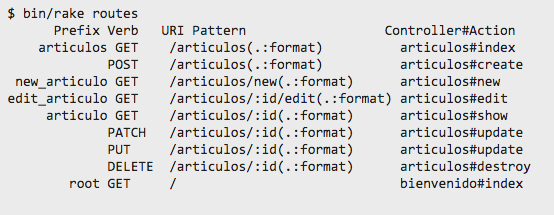 $ bin/rake routes
Prefix Verb URI Pattern Controller#Action
articulos GET /articulos(.:format) articulos#index
POST /articulos(.:format) articulos#create
new_articulo GET /articulos/new(.:format) articulos#new
edit_articulo GET /articulos/:id/edit(.:format) articulos#edit
articulo GET /articulos/:id(.:format) articulos#show
PATCH /articulos/:id(.:format) articulos#update
PUT /articulos/:id(.:format) articulos#update
DELETE /articulos/:id(.:format) articulos#destroy
root GET / bienvenido#index